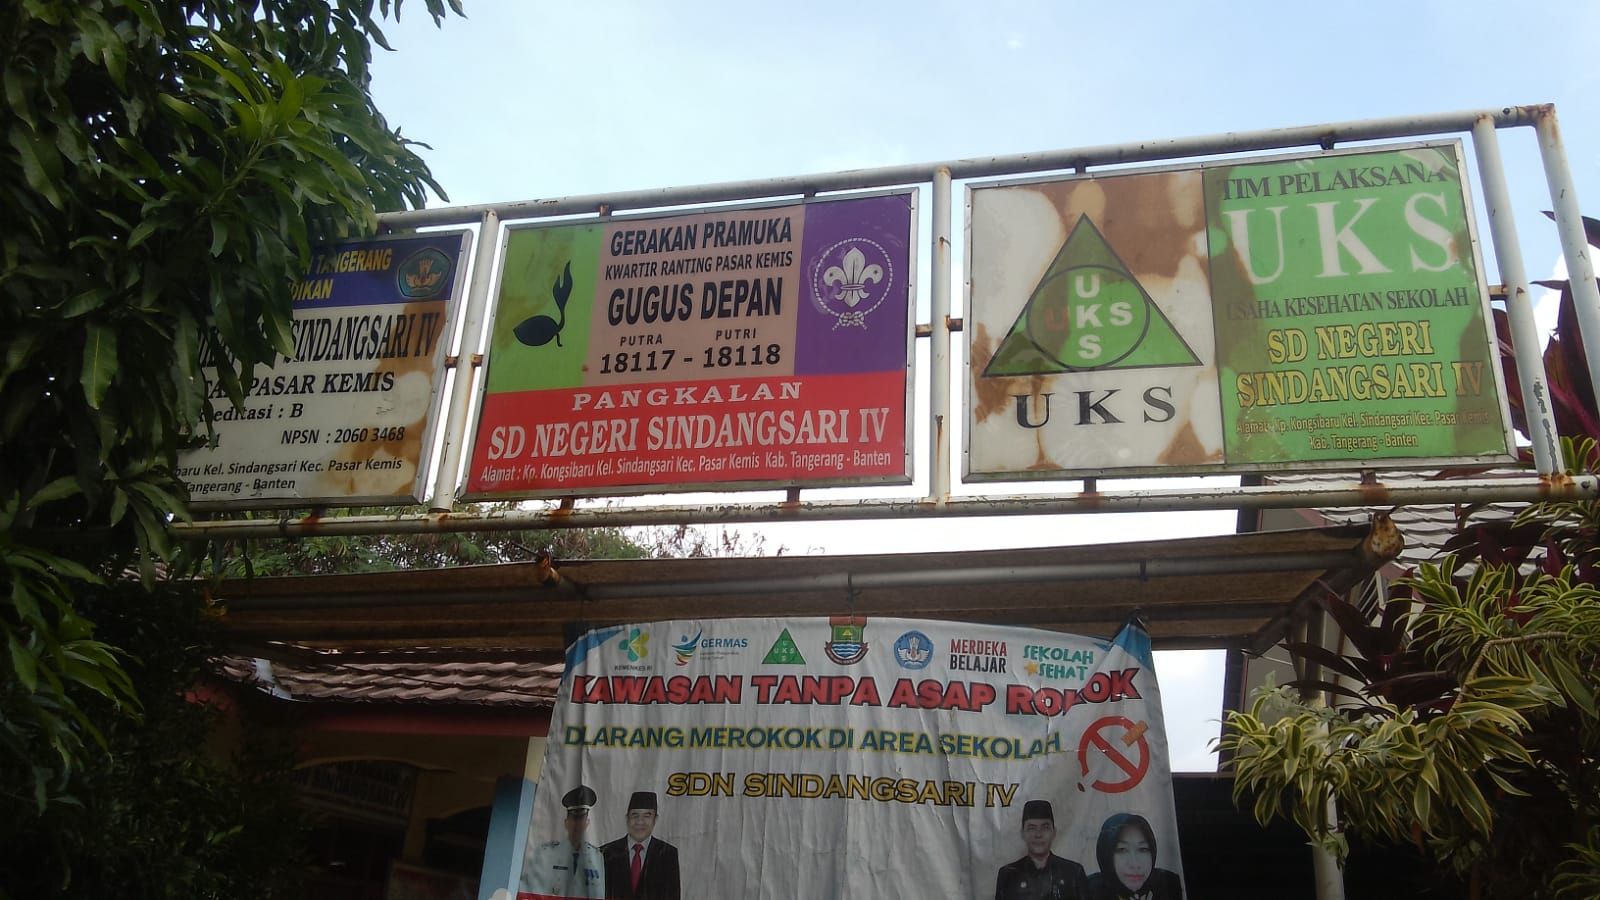 TANGERANG
DIKAN
SINDANGSARI IV
PASAR KEMIS
: B
NPSN : 2060 3468
Kel. Sindangsari Kec. Pasar Kemis
Tangerang - Banten
GERAKAN PRAMUKA
KWARTIR RANTING PASAR KEMIS
GUGUS DEPAN
PUTRA PUTRI
18117 - 18118
PANGKALAN
SD NEGERI SINDANGSARI IV
Alamat : Kp. Kongsibaru Kel. Sindangsari Kec. Pasar Kemis Kab. Tangerang - Banten
U
UKS
S
UKS
TIM PELAKSANA
UKS
USAHA KESEHATAN SEKOLAH
SD NEGERI
SINDANGSARI IV
Alamat : Kp. Kongsibaru Kel. Sindangsari Kec. Pasar Kemis
Kab. Tangerang - Banten
KEMENKES RI
GERMAS
U
UKS
S
MERDEKA
BELAJAR
SEKOLAH
SEHAT
KAWASAN TANPA ASAP ROKOK
DILARANG MEROKOK DI AREA SEKOLAH
SDN SINDANGSARI IV